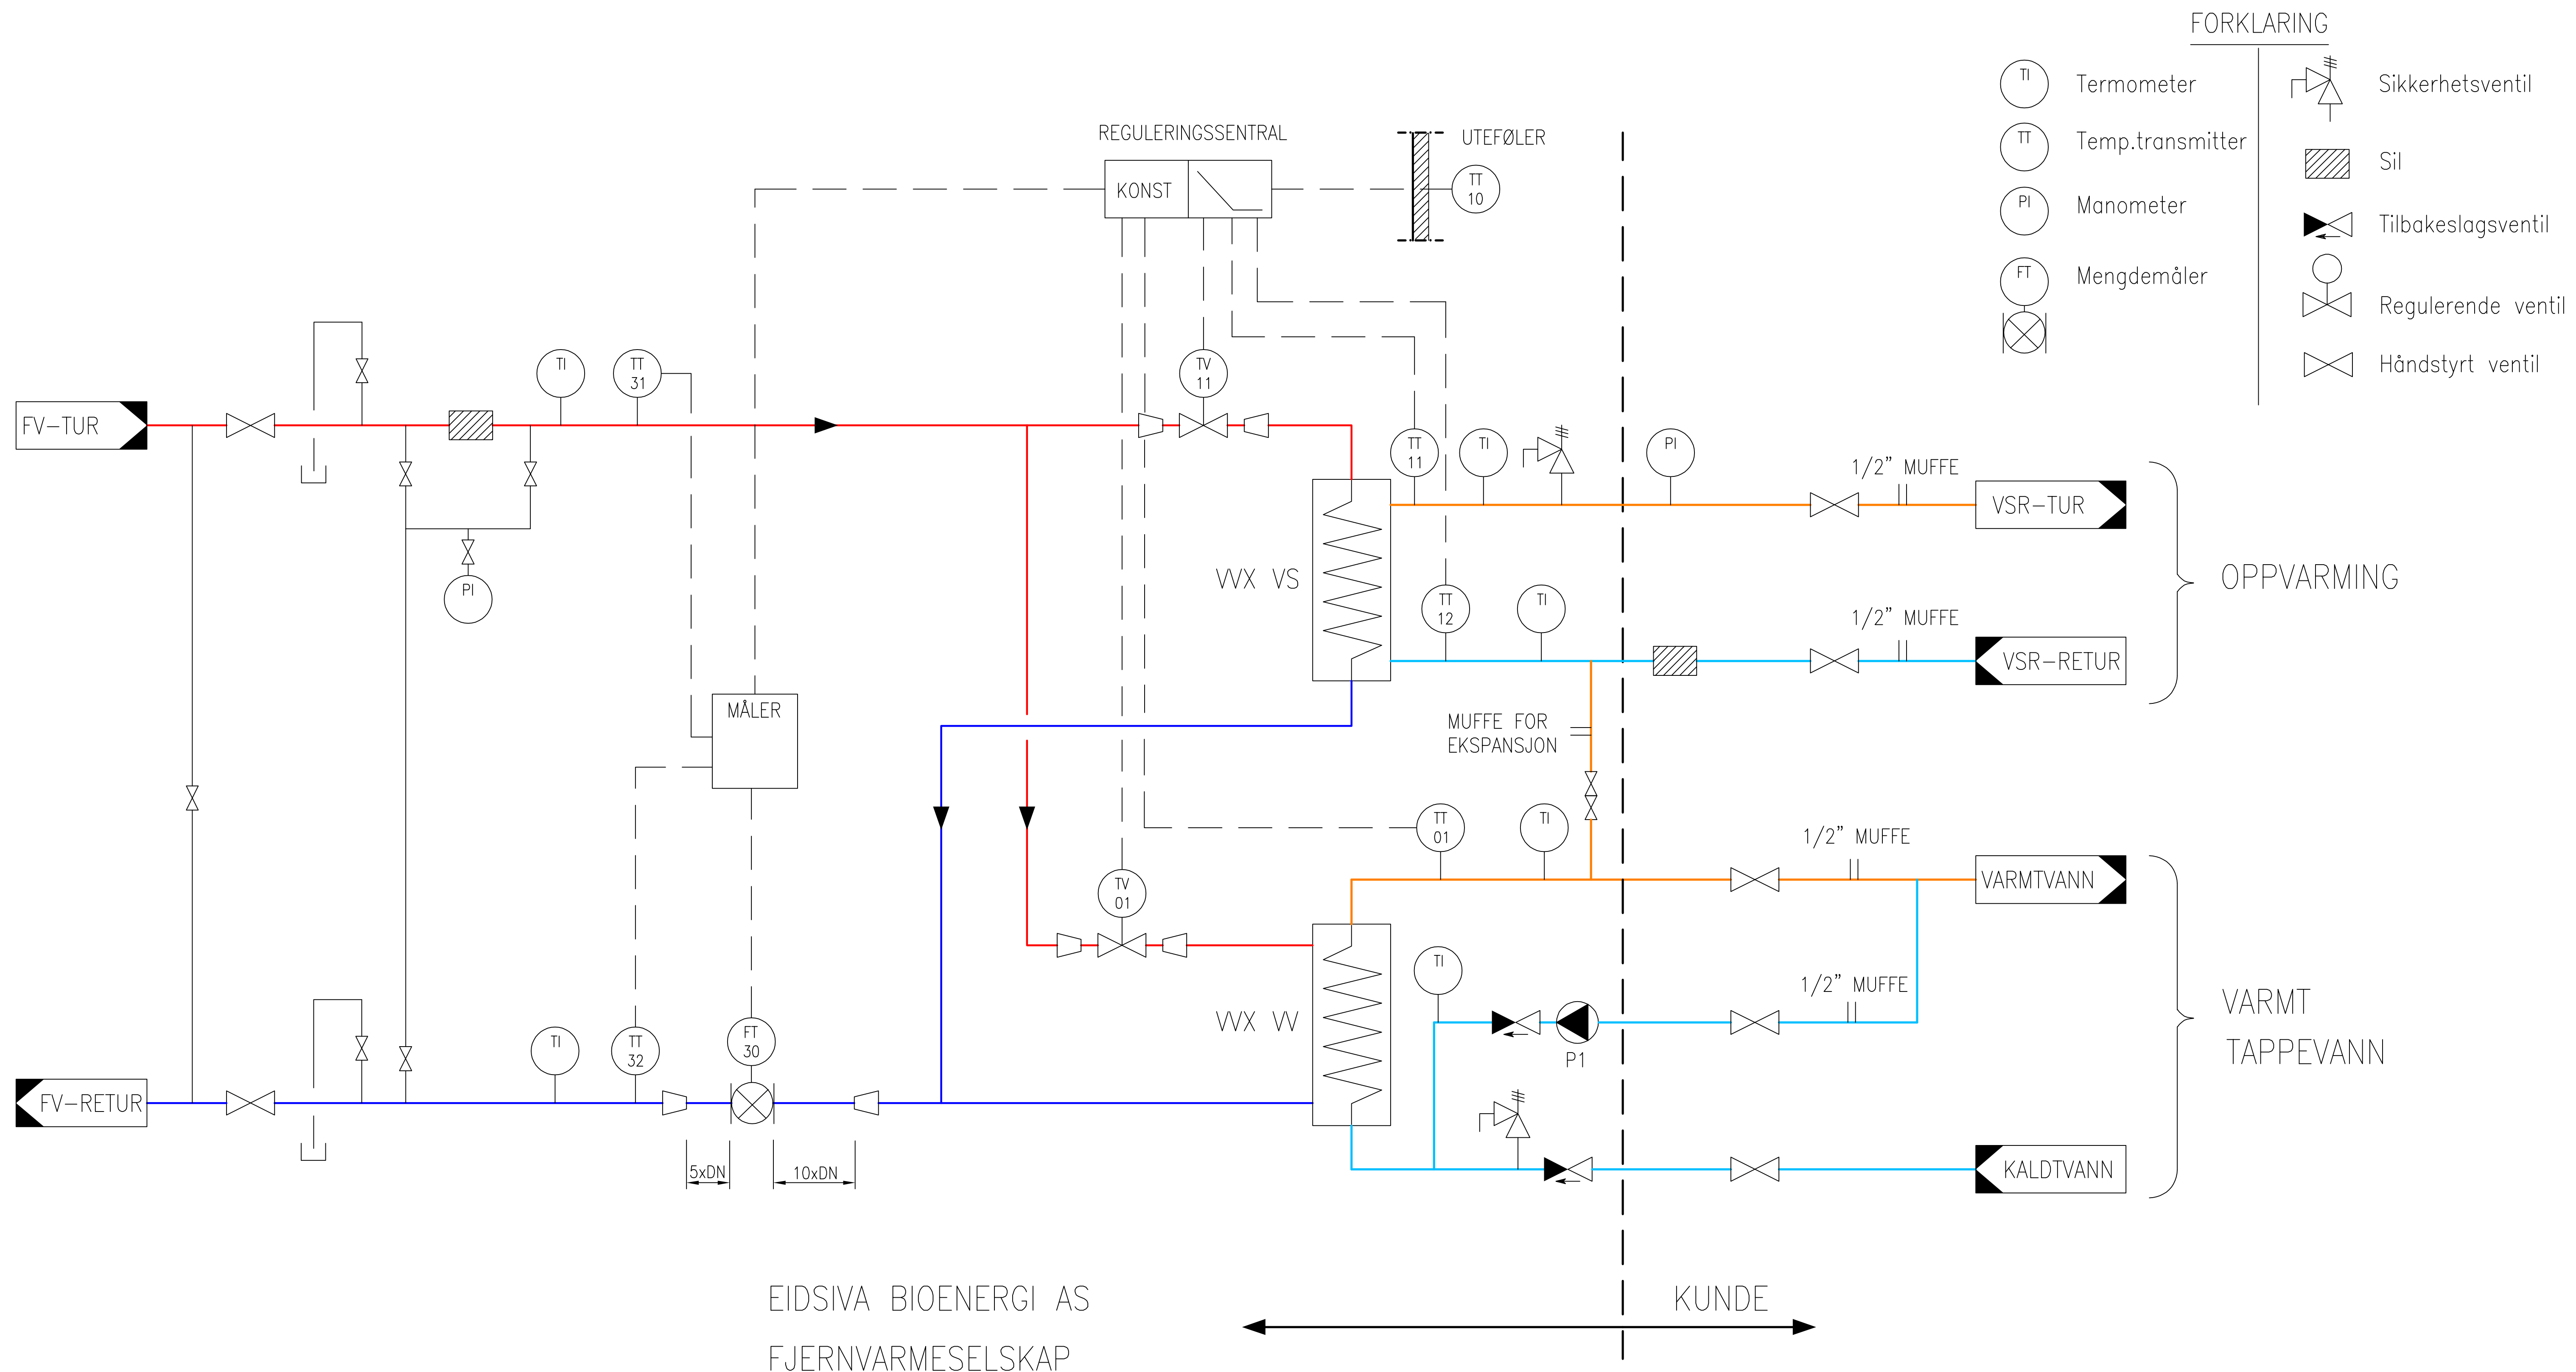 FORKLARING
TI
Termometer
Sikkerhetsventil
TT
Temp.transmitter
Sil
PI
Manometer
Tilbakeslagsventil
FT
Mengdemåler
Regulerende ventil
Håndstyrt ventil
REGULERINGSSENTRAL
KONST
UTEFØLER
TT
10
FV-TUR
TI
TT
31
TV
11
TT
11
TI
PI
1/2” MUFFE
VSR-TUR
PI
VVX VS
OPPVARMING
TT
12
TI
1/2” MUFFE
VSR-RETUR
MÅLER
MUFFE FOR
EKSPANSJON
TT
01
TI
1/2” MUFFE
VARMTVANN
TV
01
TI
1/2” MUFFE
VVX VV
P1
VARMT
TAPPEVANN
FV-RETUR
TI
TT
32
FT
30
5xDN
10xDN
KALDTVANN
EIDSIVA BIOENERGI AS
FJERNVARMESELSKAP
KUNDE